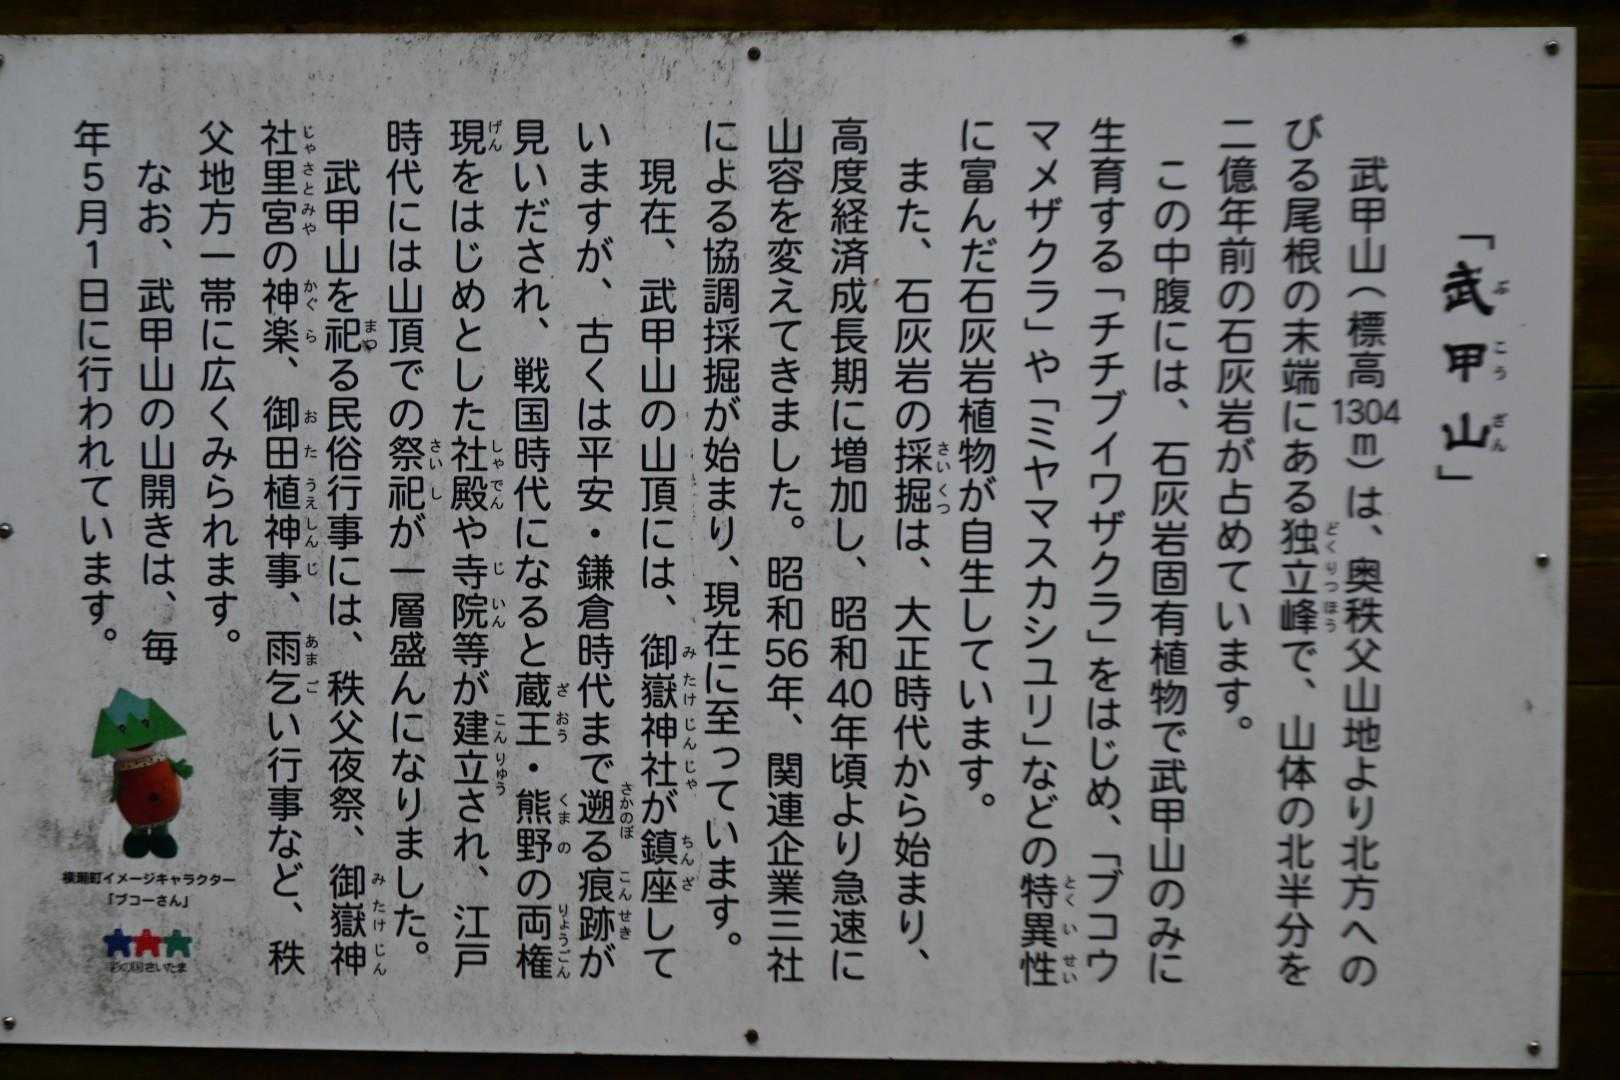 「武甲山」
武甲山(標高1304m)は、奥秩父山地より北方への
びる尾根の末端にある独立峰で、山体の北半分を
二億年前の石灰岩が占めています。
この中腹には、石灰岩固有植物で武甲山のみに
生育する「チチブイワザクラ」をはじめ、「ブコウ
マメザクラ」や「ミヤマスカシユリ」などの特異性
に富んだ石灰岩植物が自生しています。
また、石灰岩の採掘は、大正時代から始まり、
高度経済成長期に増加し、昭和40年頃より急速に
山容を変えてきました。昭和56年、関連企業三社
による協調採掘が始まり、現在に至っています。
現在、武甲山の山頂には、御嶽神社が鎮座して
いますが、古くは平安・鎌倉時代まで遡る痕跡が
見いだされ、戦国時代になると蔵王・熊野の両権
現をはじめとした社殿や寺院等が建立され、江戸
時代には山頂での祭祀が一層盛んになりました。
武甲山を祀る民俗行事には、秩父夜祭、御嶽神
社里宮の神楽、御田植神事、雨乞い行事など、秩
父地方一帯に広くみられます。
なお、武甲山の山開きは、毎
年5月1日に行われています。
横瀬町イメージキャラクター
「ブコーさん」
彩の国さいたま